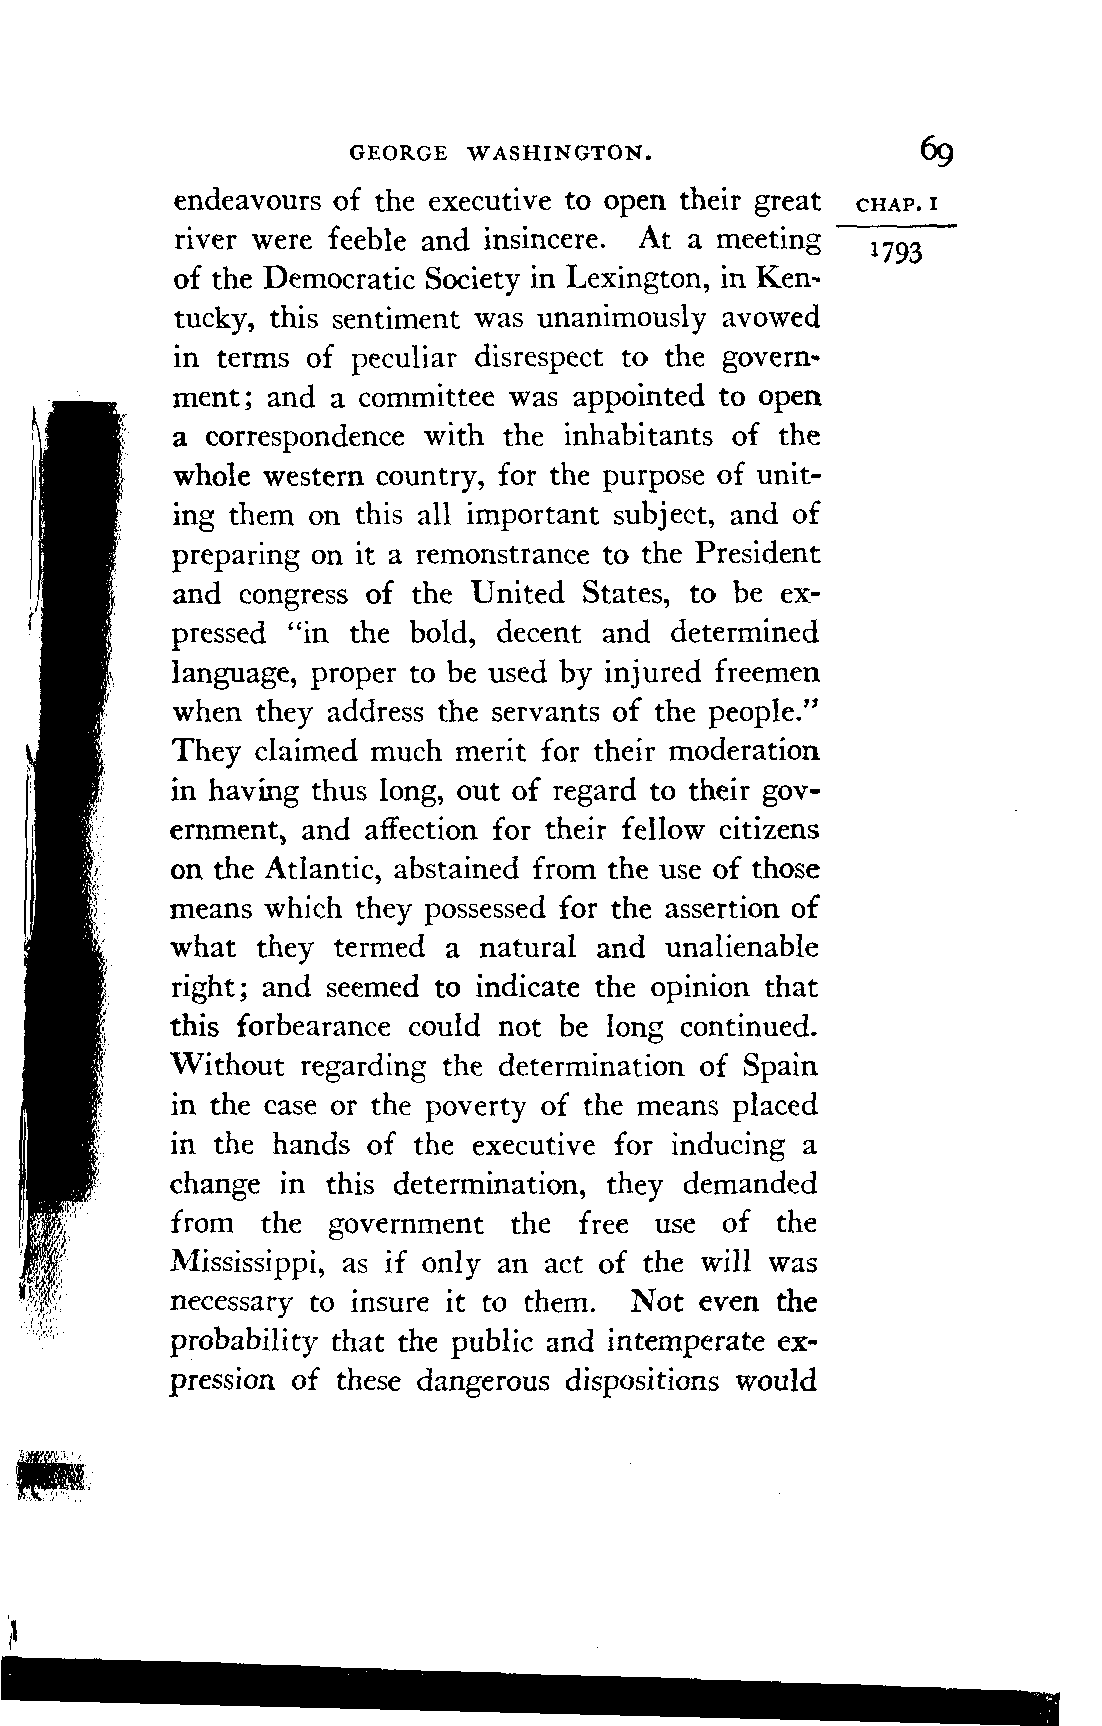 GEORGE WASHINGTON. 69
endeavours of the executive to open their great CHAP. I
river were feeble and insincere. At a meeting 1793
of the Democratic Society in Lexington, in Ken-
tucky, this sentiment was unanimously avowed
in terms of peculiar disrespect to the govern-
ment; and a committee was appointed to open
a correspondence with the inhabitants of the
whole western country, for the purpose of unit-
ing them on this all important subject, and of
preparing on it a remonstrance to the President
and congress of the United States, to be ex-
pressed "in the bold, decent and determined
language, proper to be used by injured freemen
when they address the servants of the people."
They claimed much merit for their moderation
in having thus long, out of regard to their gov-
ernment, and affection for their fellow citizens
on the Atlantic, abstained from the use of those
means which they possessed for the assertion of
what they termed a natural and unalienable
right; and seemed to indicate the opinion that
this forbearance could not be long continued.
Without regarding the determination of Spain
in the case or the poverty of the means placed
in the hands of the executive for inducing a
change in this determination, they demanded
from the government the free use of the
Mississippi, as if only an act of the will was
necessary to insure it to them. Not even the
probability that the public and intemperate ex-
pression of these dangerous dispositions would